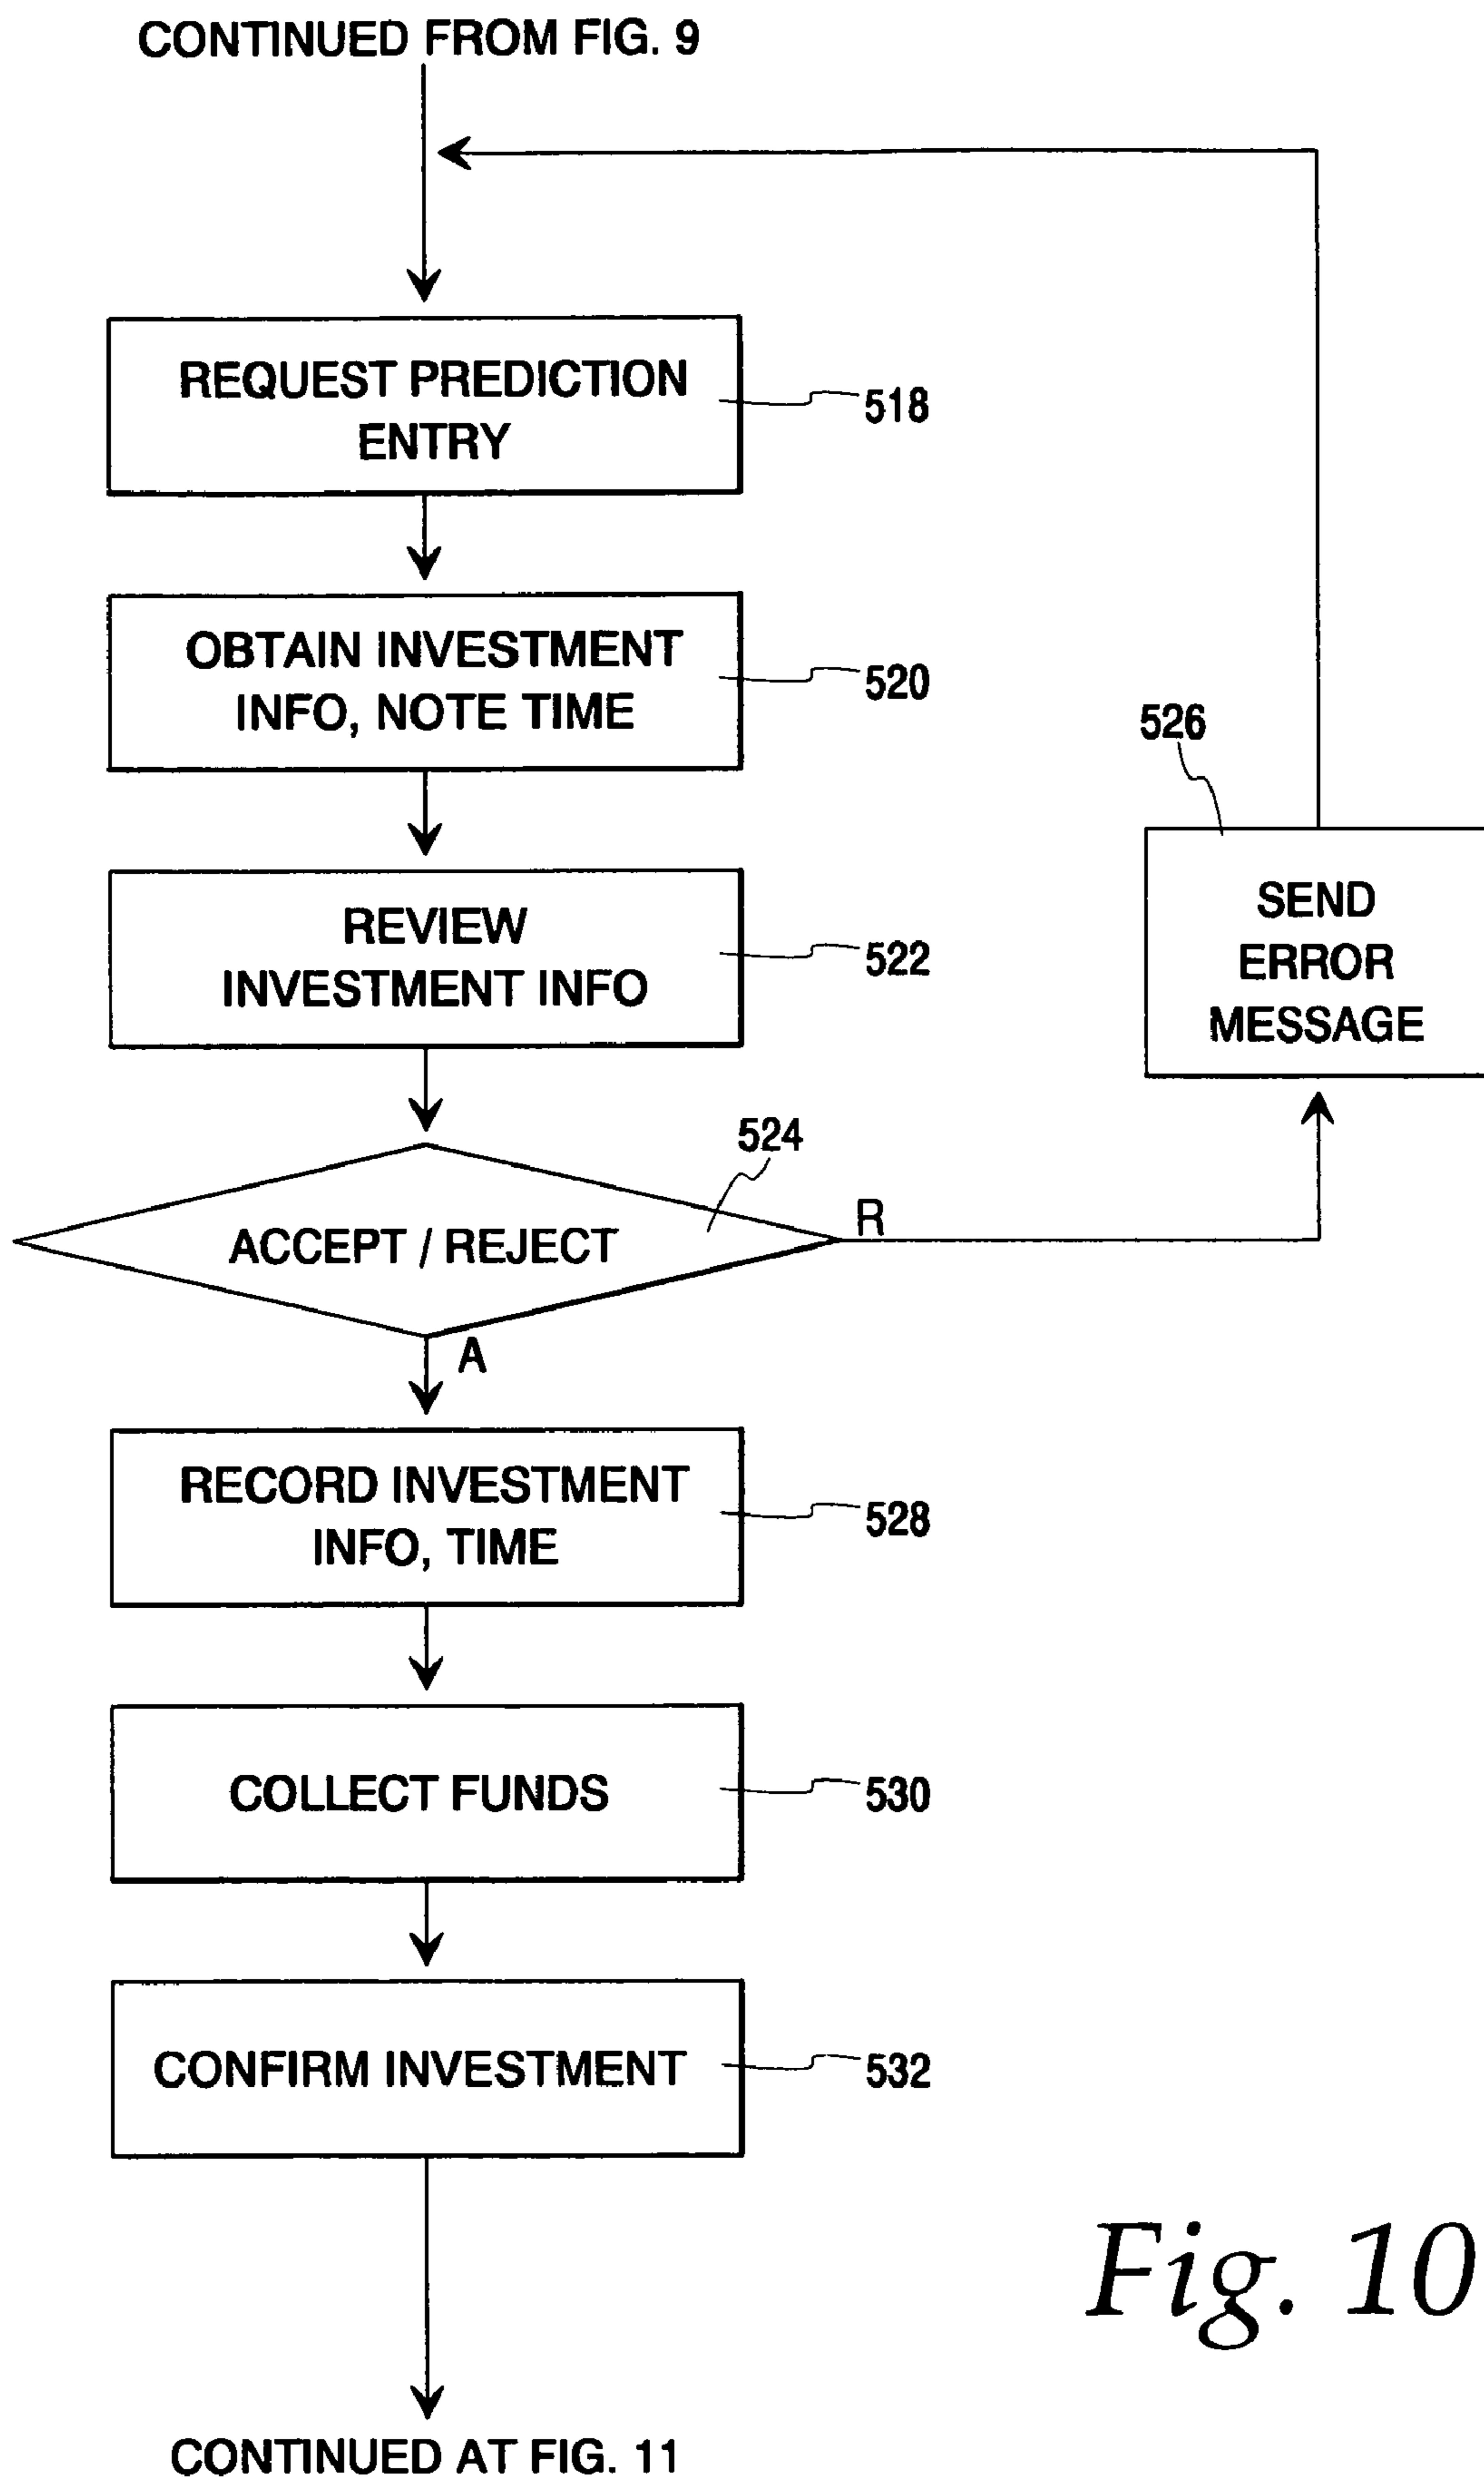 CONTINUED FROM FIG. 9
REQUEST PREDICTION
ENTRY
518
OBTAIN INVESTMENT
INFO, NOTE TIME
520
REVIEW
INVESTMENT INFO
522
526
SEND
ERROR
MESSAGE
524
ACCEPT / REJECT
R
A
RECORD INVESTMENT
INFO, TIME
528
COLLECT FUNDS
530
CONFIRM INVESTMENT
532
Fig. 10
CONTINUED AT FIG. 11